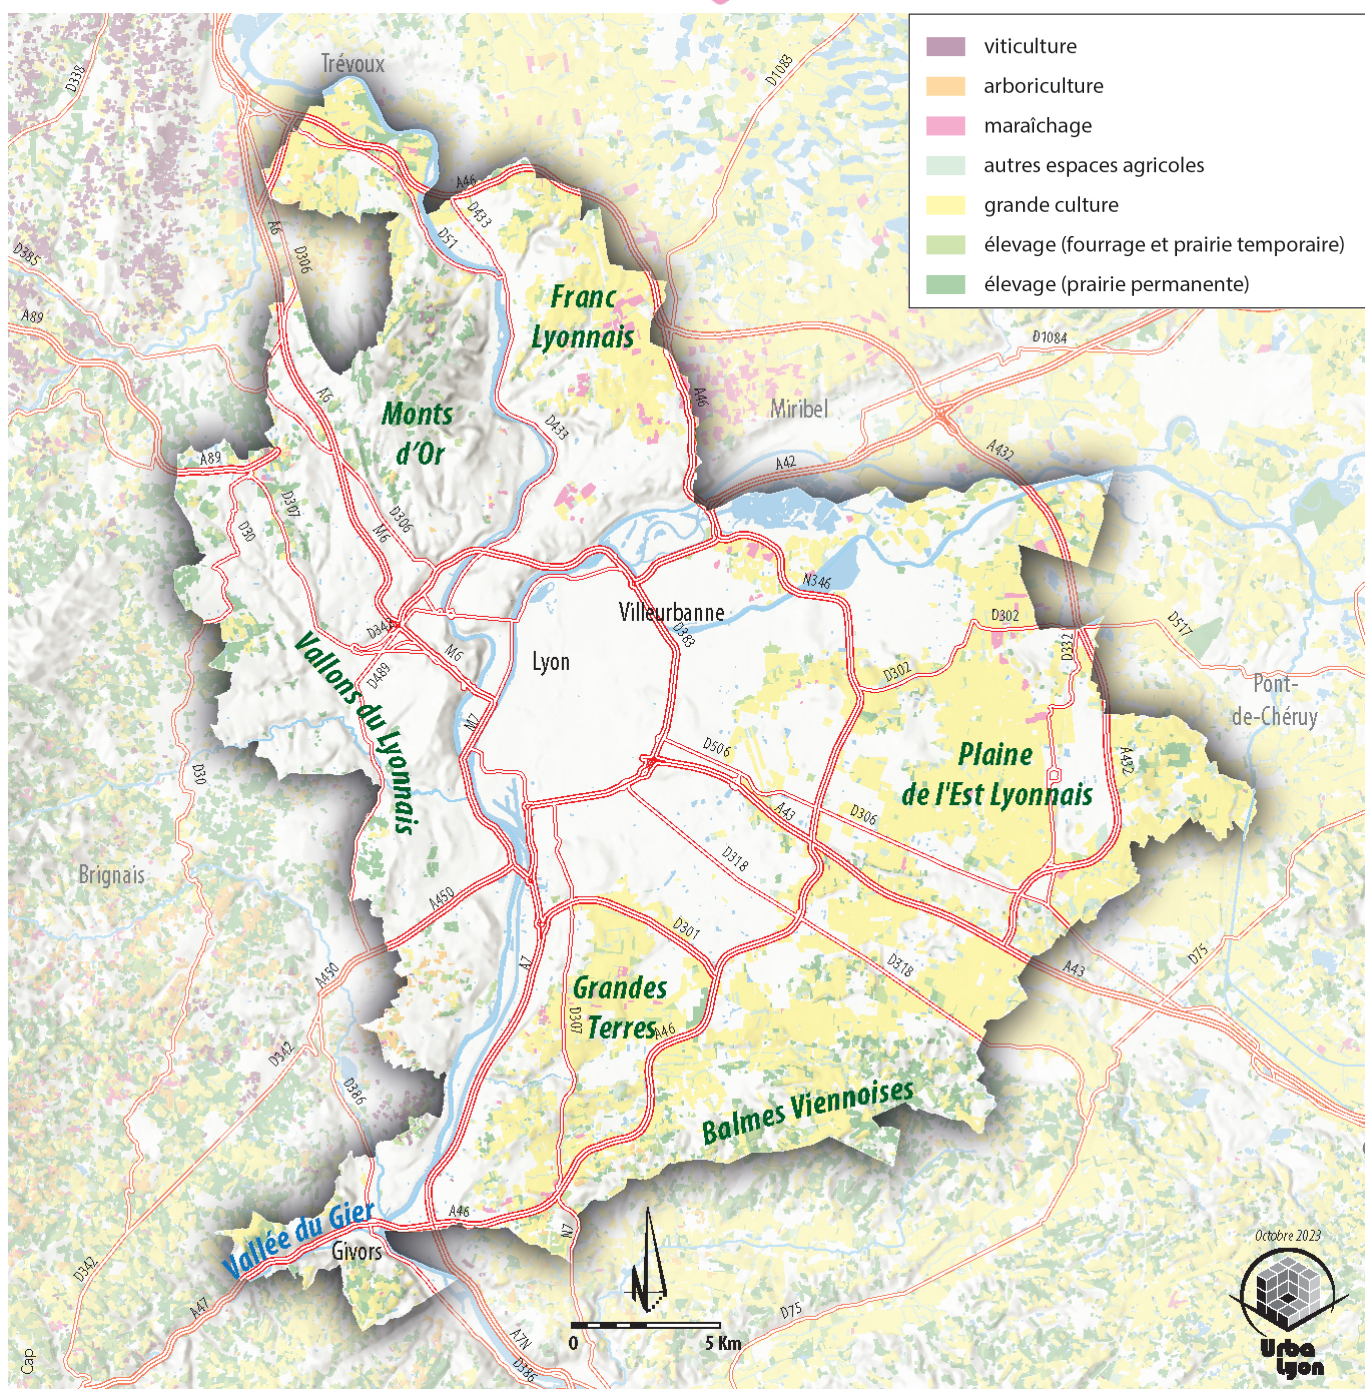 viticulture
arboriculture
maraîchage
autres espaces agricoles
grande culture
élevage (fourrage et prairie temporaire)
élevage (prairie permanente)
Trévoux
D338
D1083
A46
D433
D51
A6
D306
D385
A89
Franc
Lyonnais
D1084
Miribel
A46
Monts
d'Or
A6
D433
A89
A42
A432
D307
D30
D306
M6
N346
Villeurbanne
D383
D302
D517
D342
M6
Lyon
D332
D489
D302
Vallons du Lyonnais
Pont-
de-Chéruy
M7
D506
Plaine
de l'Est Lyonnais
A432
D30
A43
D306
Brignais
D318
A450
D301
A7
A450
D318
A43
D75
Grandes
Terres
D307
A46
D342
D386
Balmes Viennoises
Vallée du Gier
A46
N7
Givors
D342
A47
A7N
D386
D75
0
5 Km
N
Octobre 2023
Urba
Lyon
Cap